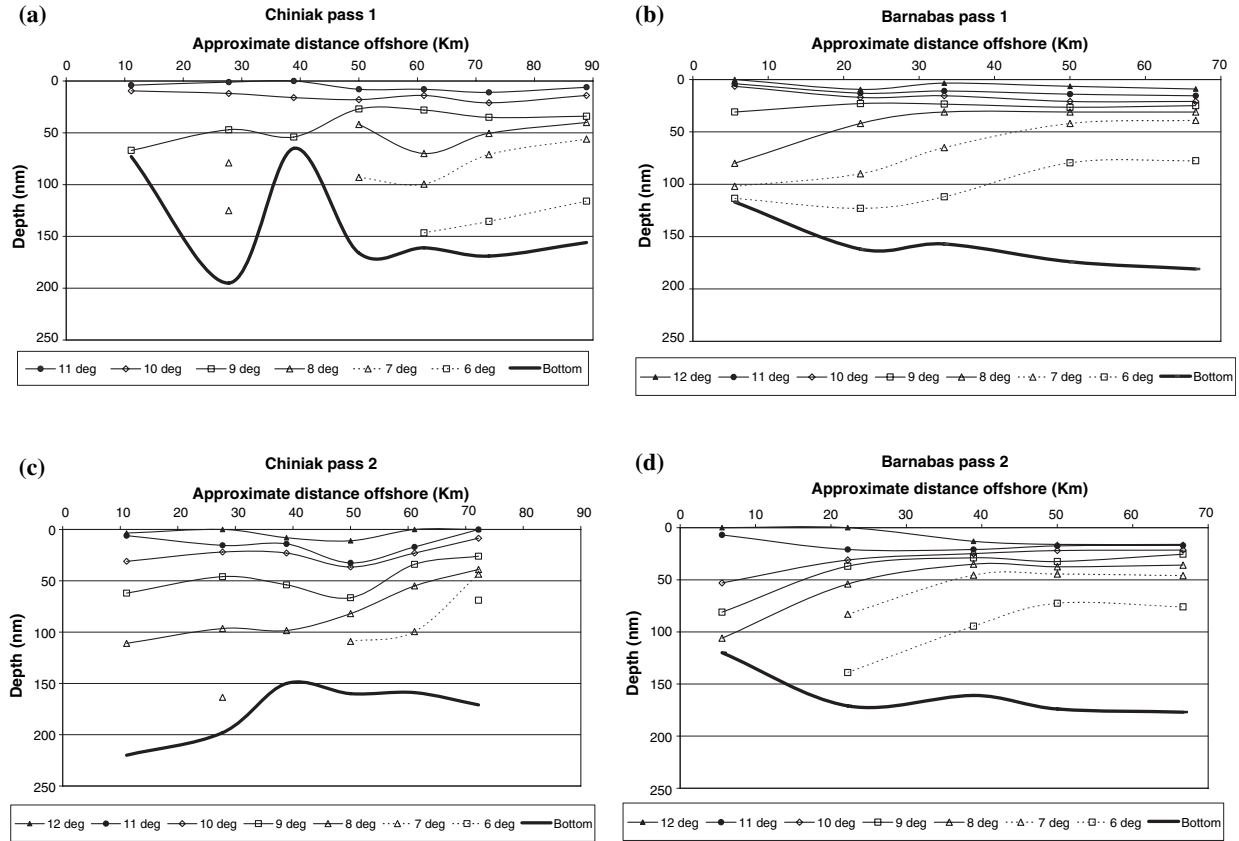 (a)
Chiniak pass 1
Approximate distance offshore (Km)
0 10 20 30 40 50 60 70 80 90
0
50
100
150
200
250
Depth (nm)
11 deg 10 deg 9 deg 8 deg 7 deg 6 deg Bottom
(b)
Barnabas pass 1
Approximate distance offshore (Km)
0 10 20 30 40 50 60 70
0
50
100
150
200
250
Depth (nm)
12 deg 11 deg 10 deg 9 deg 8 deg 7 deg 6 deg Bottom
(c)
Chiniak pass 2
Approximate distance offshore (Km)
0 10 20 30 40 50 60 70 80 90
0
50
100
150
200
250
Depth (nm)
12 deg 11 deg 10 deg 9 deg 8 deg 7 deg 6 deg Bottom
(d)
Barnabas pass 2
Approximate distance offshore (Km)
0 10 20 30 40 50 60 70
0
50
100
150
200
250
Depth (nm)
12 deg 11 deg 10 deg 9 deg 8 deg 7 deg 6 deg Bottom